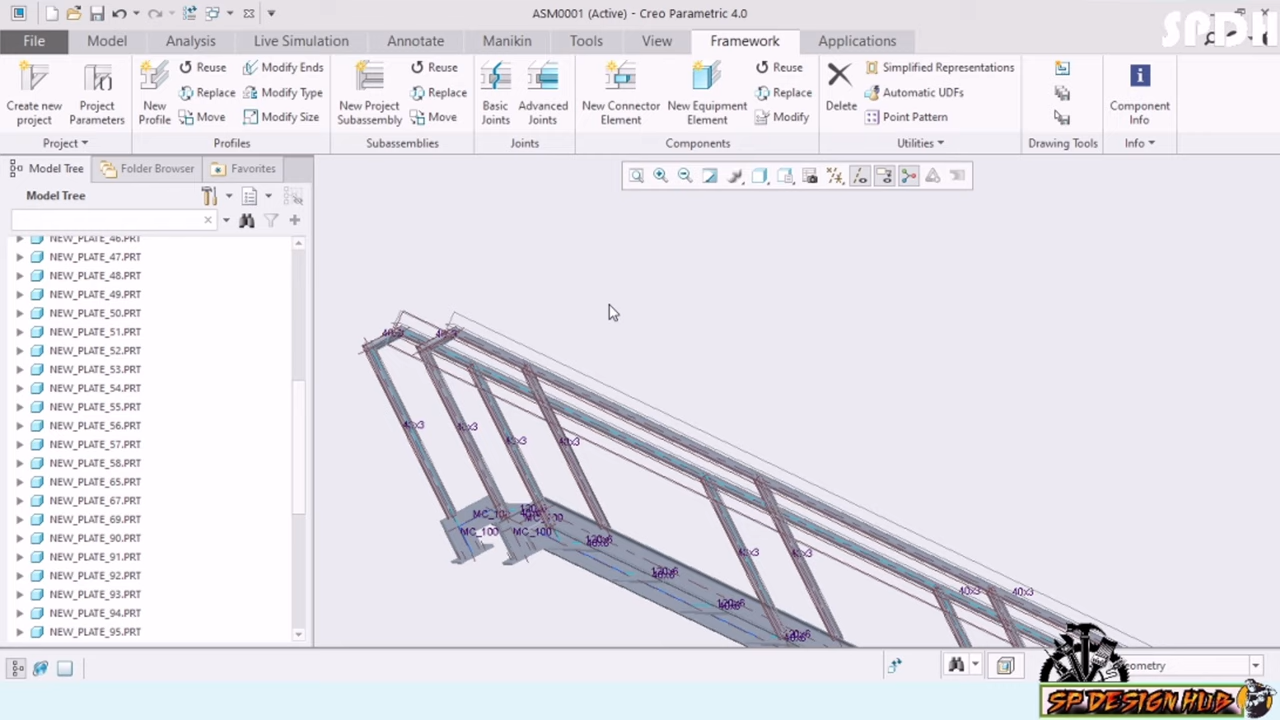 ASM0001 (Active) - Creo Parametric 4.0
SPDH
File Model Analysis Live Simulation Annotate Manikin Tools View Framework Applications
Create new project
Project Parameters
Project
New Profile
Reuse
Replace
Move
Modify Ends
Modify Type
Modify Size
Profiles
New Project Subassembly
Reuse
Replace
Move
Subassemblies
Basic Joints
Advanced Joints
Joints
New Connector Element
New Equipment Element
Reuse
Replace
Modify
Components
Delete
Simplified Representations
Automatic UDFs
Point Pattern
Utilities
Drawing Tools
Component Info
Info
Model Tree Folder Browser Favorites
Model Tree
NEW_PLATE_46.PRT
NEW_PLATE_47.PRT
NEW_PLATE_48.PRT
NEW_PLATE_49.PRT
NEW_PLATE_50.PRT
NEW_PLATE_51.PRT
NEW_PLATE_52.PRT
NEW_PLATE_53.PRT
NEW_PLATE_54.PRT
NEW_PLATE_55.PRT
NEW_PLATE_56.PRT
NEW_PLATE_57.PRT
NEW_PLATE_58.PRT
NEW_PLATE_65.PRT
NEW_PLATE_67.PRT
NEW_PLATE_69.PRT
NEW_PLATE_90.PRT
NEW_PLATE_91.PRT
NEW_PLATE_92.PRT
NEW_PLATE_93.PRT
NEW_PLATE_94.PRT
NEW_PLATE_95.PRT
40x3
40x3
40x3
40x3
MC_100
MC_100
MC_100
120x6
120x6
120x6
40x3
40x3
40x3
40x3
SP DESIGN HUB